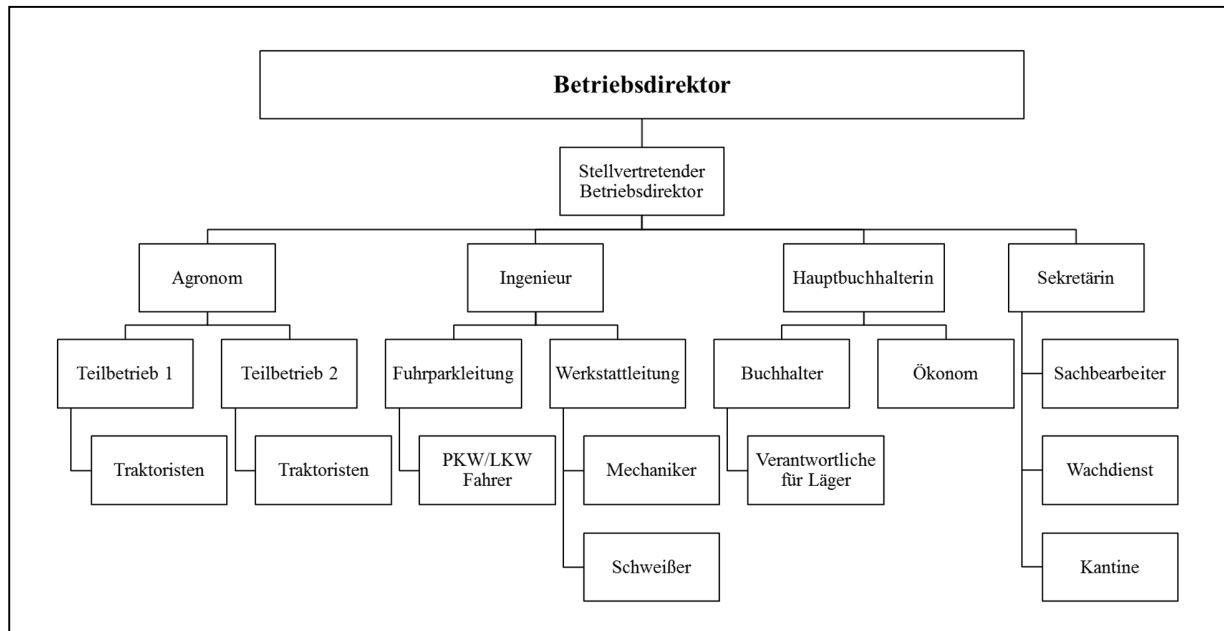 Betriebsdirektor
Stellvertretender
Betriebsdirektor
Agronom
Ingenieur
Hauptbuchhalterin
Sekretärin
Teilbetrieb 1
Teilbetrieb 2
Fuhrparkleitung
Werkstattleitung
Buchhalter
Ökonom
Sachbearbeiter
Traktoristen
Traktoristen
PKW/LKW
Fahrer
Mechaniker
Verantwortliche
für Läger
Wachdienst
Schweißer
Kantine